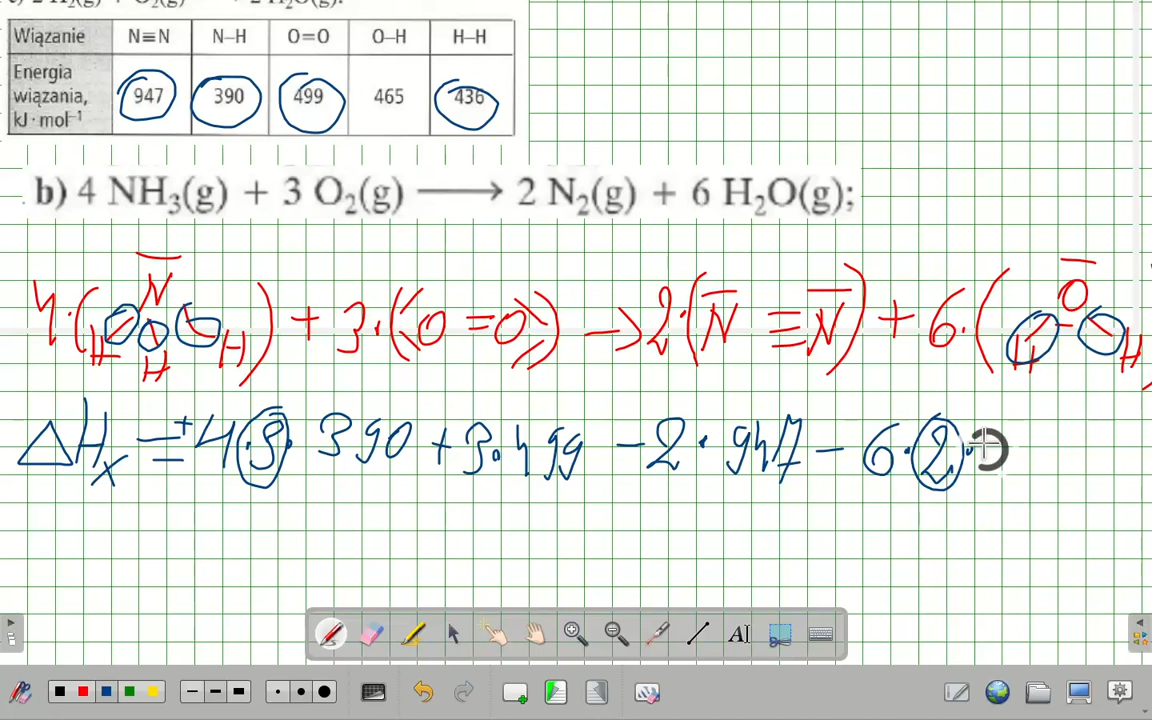 Wiązanie N≡N N–H O=O O–H H–H
Energia wiązania, kJ·mol⁻¹ 947 390 499 465 436
b) 4 NH₃(g) + 3 O₂(g) ⟶ 2 N₂(g) + 6 H₂O(g);
N O
4·( H H H ) + 3·(O=O) → 2·(N≡N) + 6·( H H
ΔHₓ = +4·3·390 + 3·499 − 2·947 − 6·2·